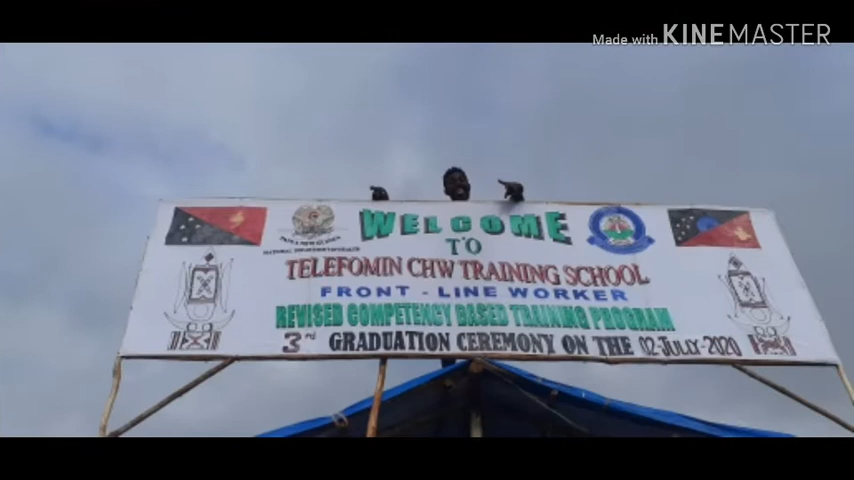 Made with KINEMASTER
WELCOME
TO
TELEFOMIN CHW TRAINING SCHOOL
FRONT - LINE WORKER
REVISED COMPETENCY BASED TRAINING PROGRAM
3RD GRADUATION CEREMONY ON THE 02-JULLY-2020